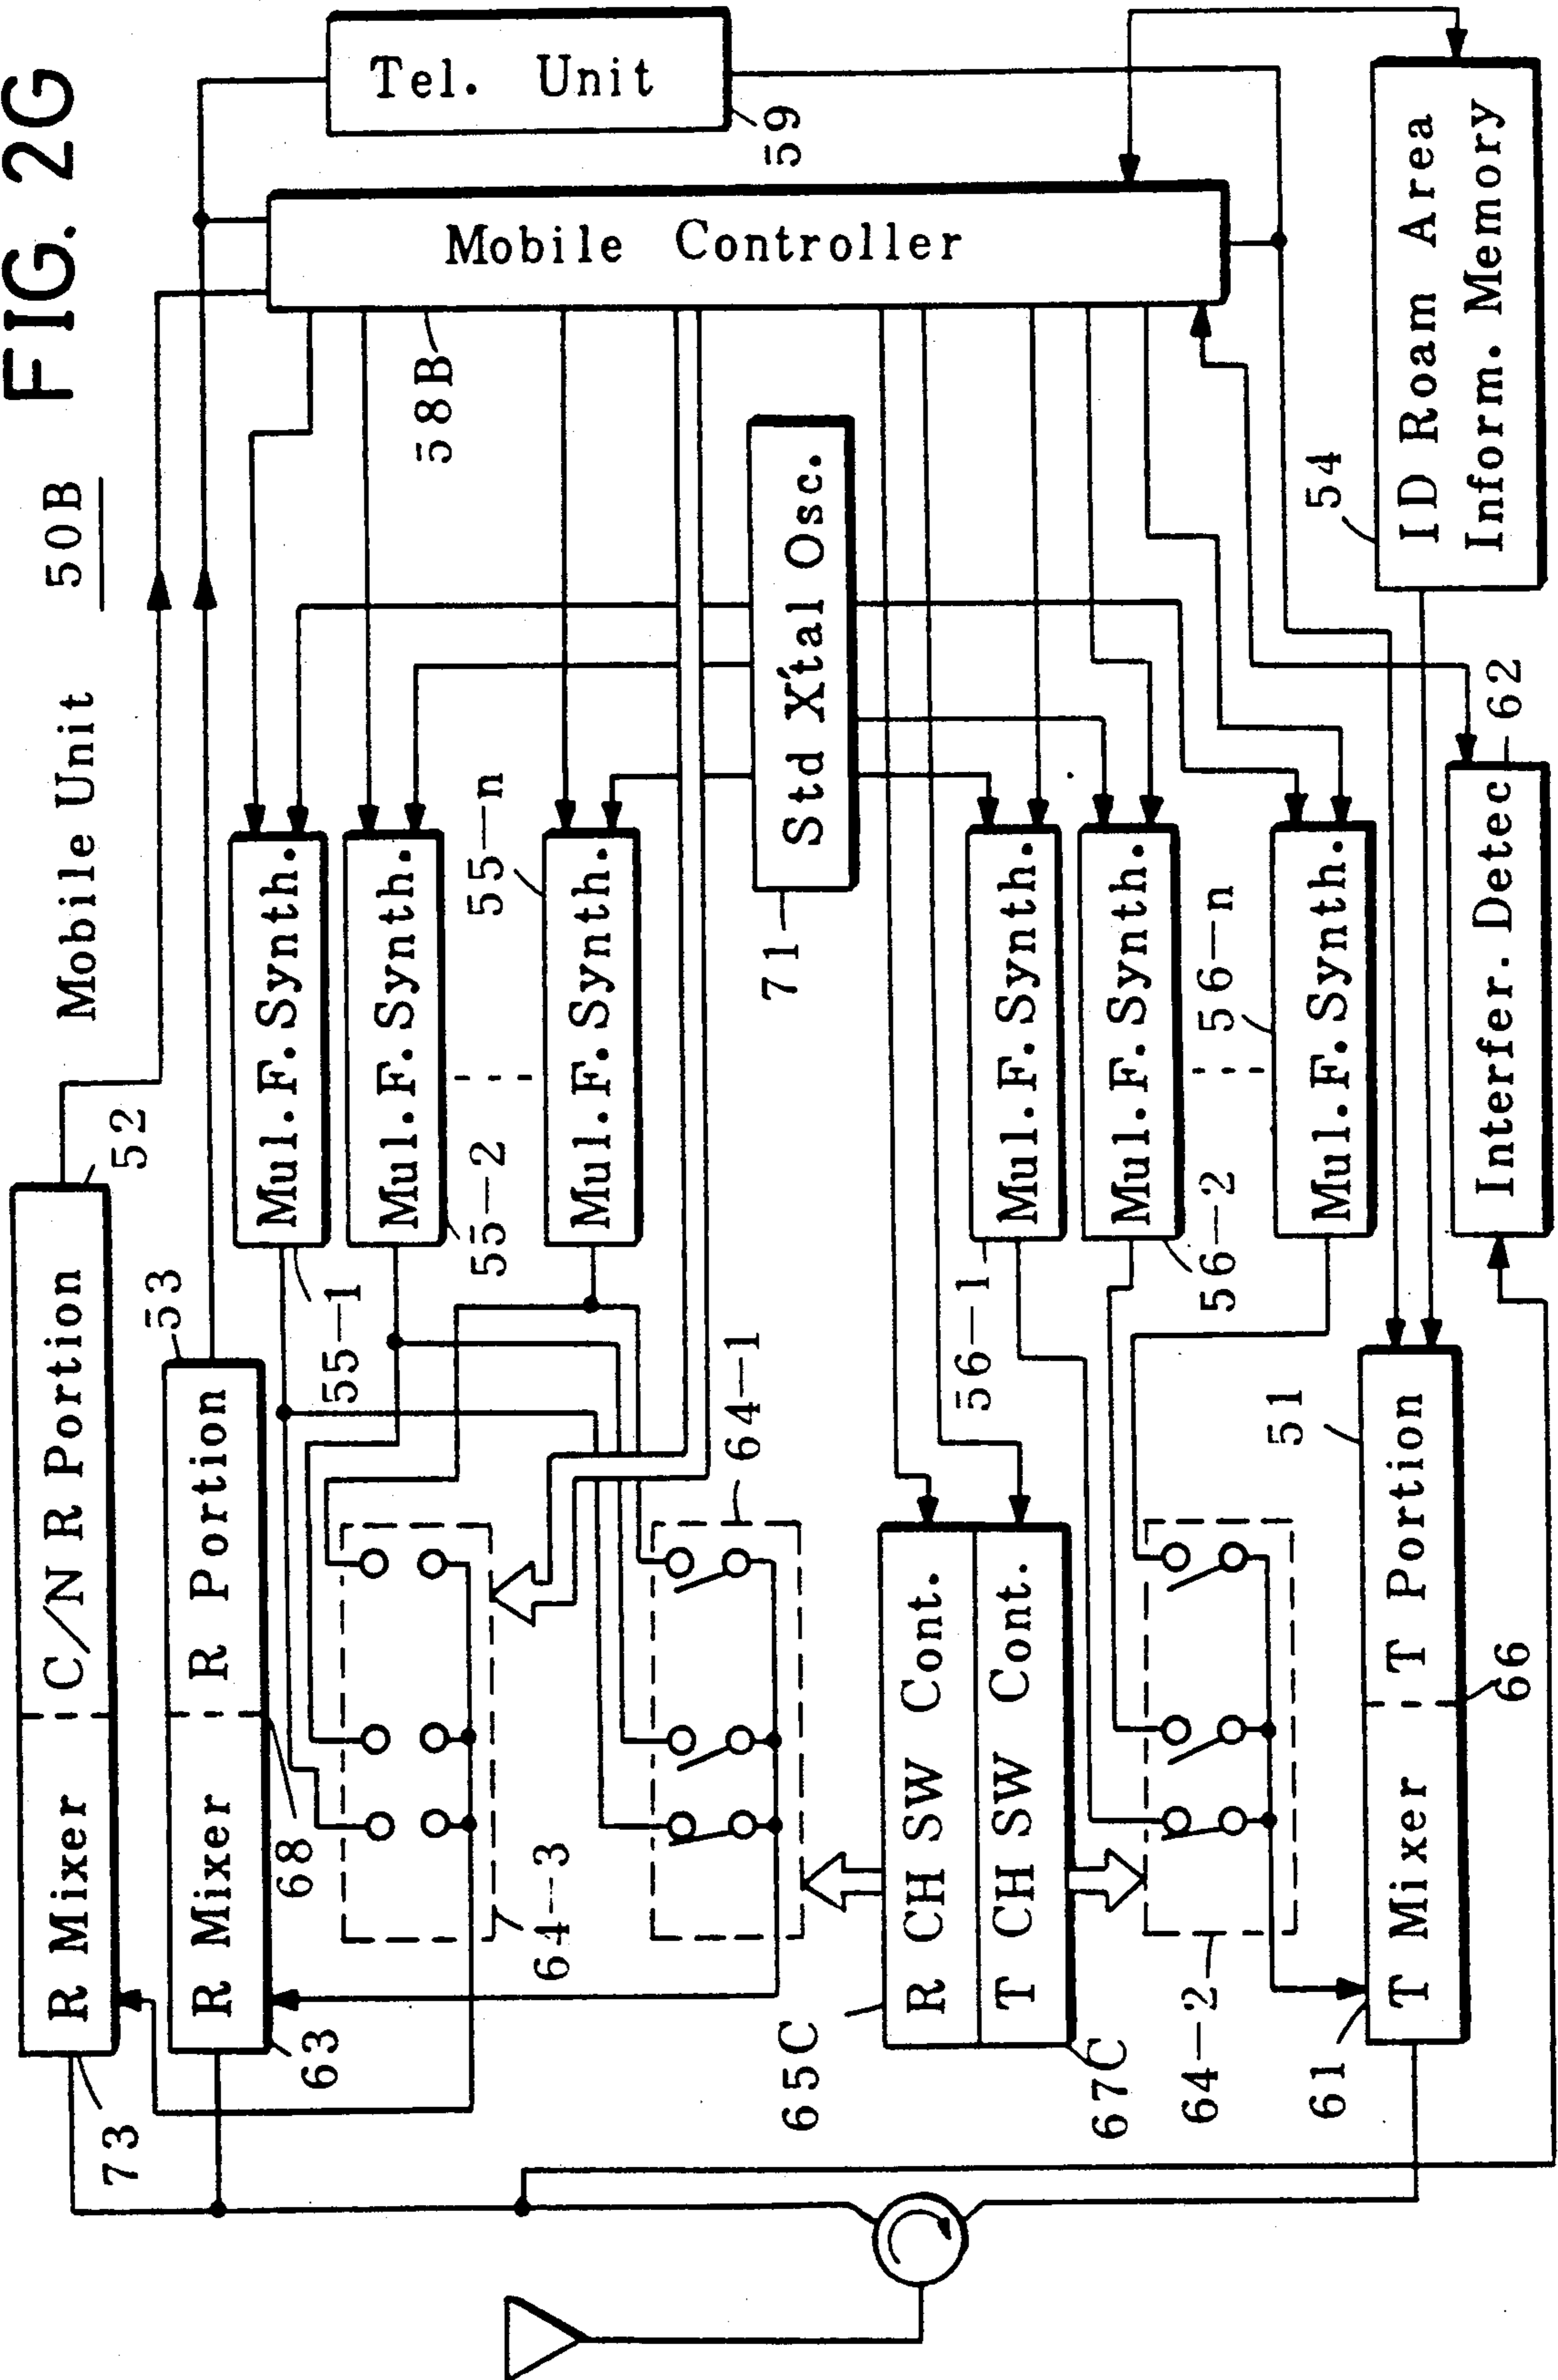 FIG. 2G
Mobile Unit 50B
R Mixer C/N R Portion
73
52
R Mixer R Portion
63
68
53
Mul. F. Synth.
55-1
Mul. F. Synth.
55-2
Mul. F. Synth.
55-n
64-3
64-1
Tel. Unit
59
Mobile Controller
58B
Std X'tal Osc.
71
R CH SW Cont.
65C
T CH SW Cont.
67C
Mul. F. Synth.
56-1
Mul. F. Synth.
56-2
Mul. F. Synth.
56-n
64-2
T Mixer T Portion
61
66
51
Interfer. Detec
62
ID Roam Area
Inform. Memory
54